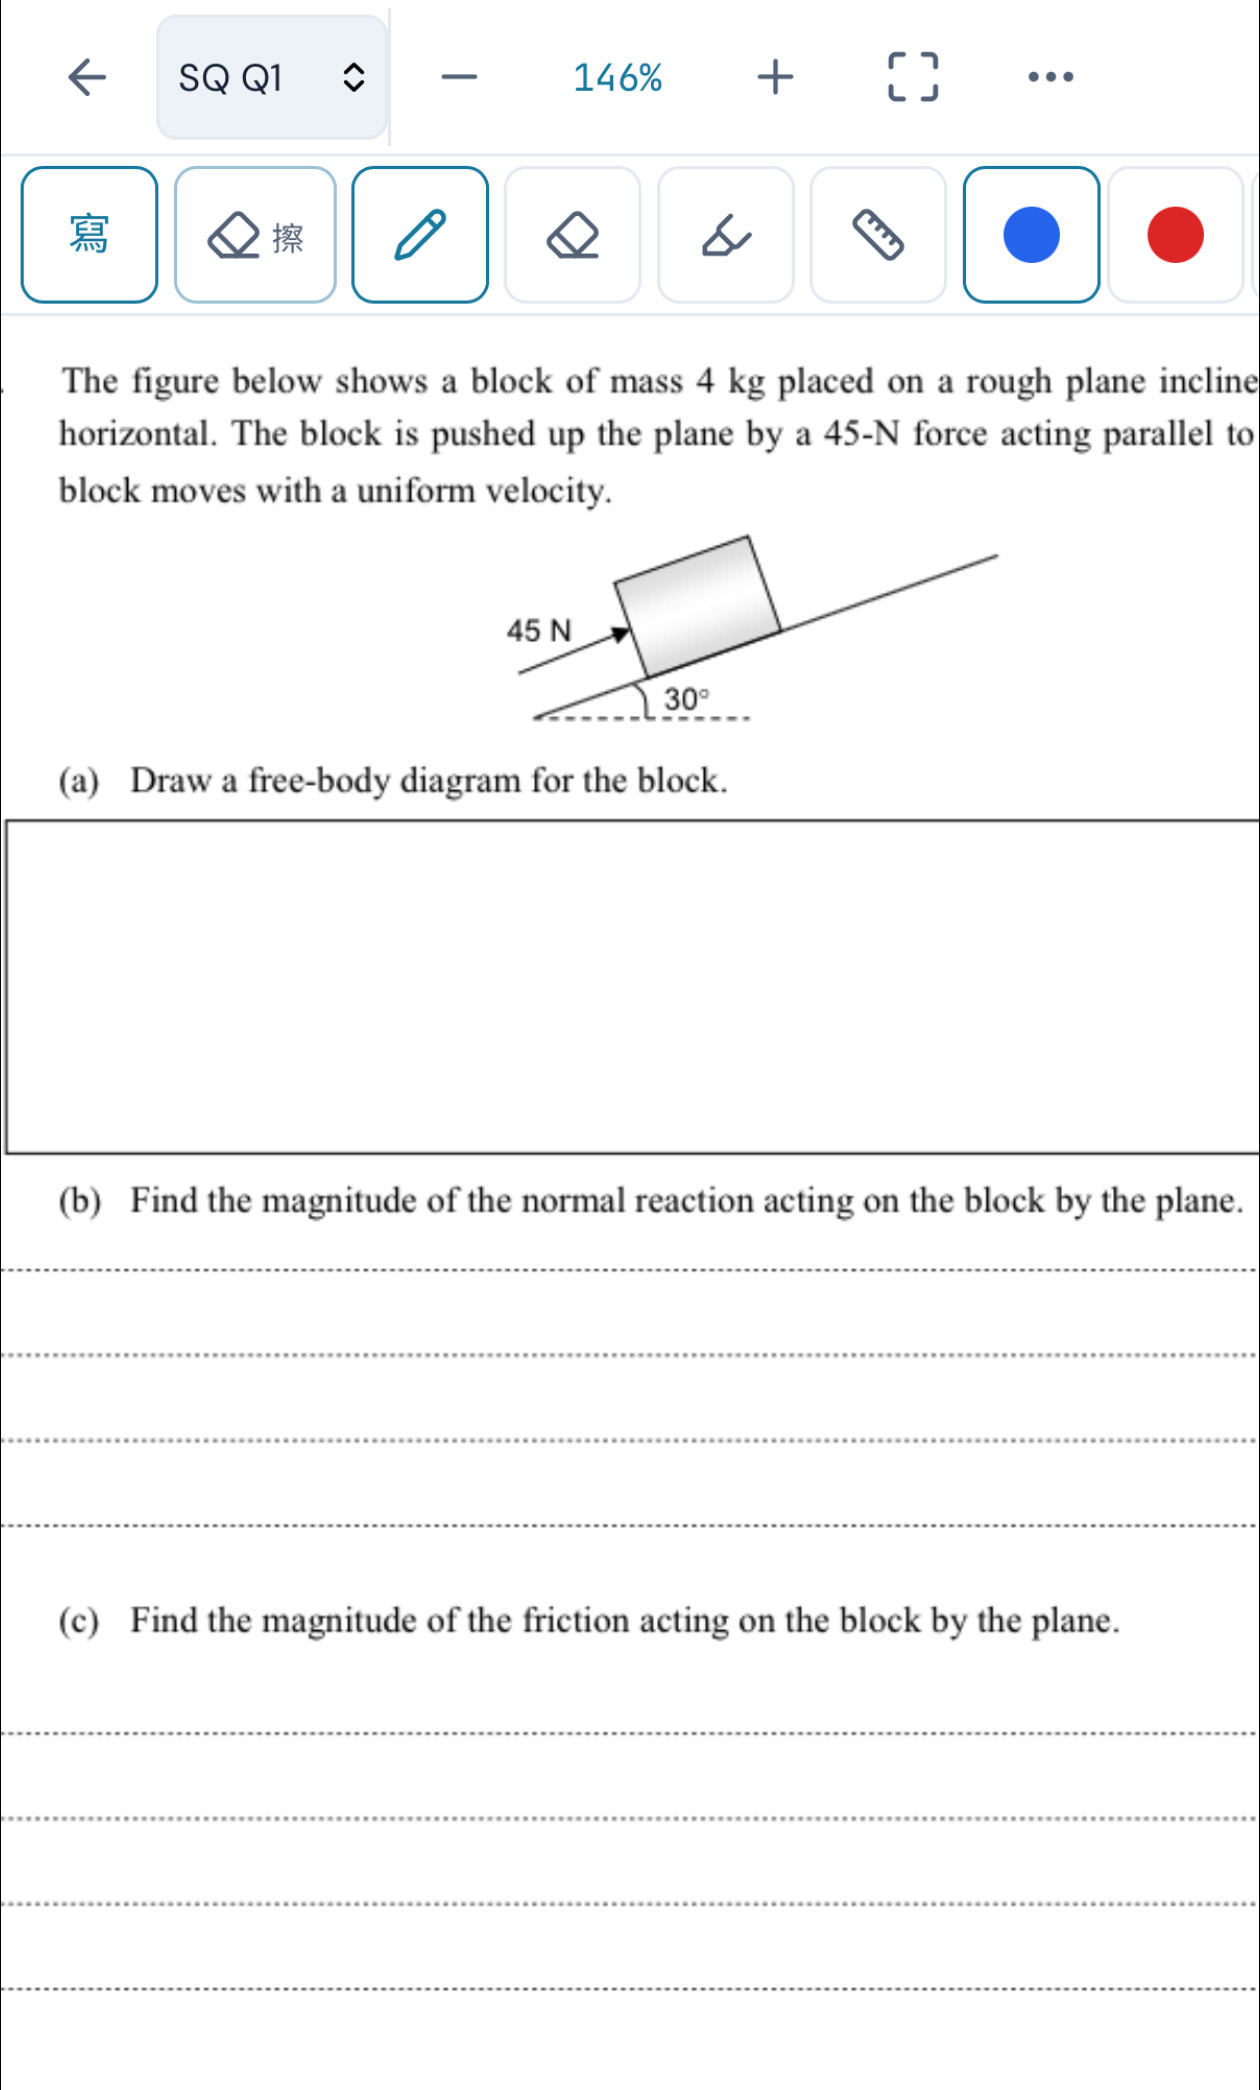 SQ Q1
146%
寫
擦
The figure below shows a block of mass 4 kg placed on a rough plane incline
horizontal. The block is pushed up the plane by a 45-N force acting parallel to
block moves with a uniform velocity.
45 N
30°
(a) Draw a free-body diagram for the block.
(b) Find the magnitude of the normal reaction acting on the block by the plane.
(c) Find the magnitude of the friction acting on the block by the plane.